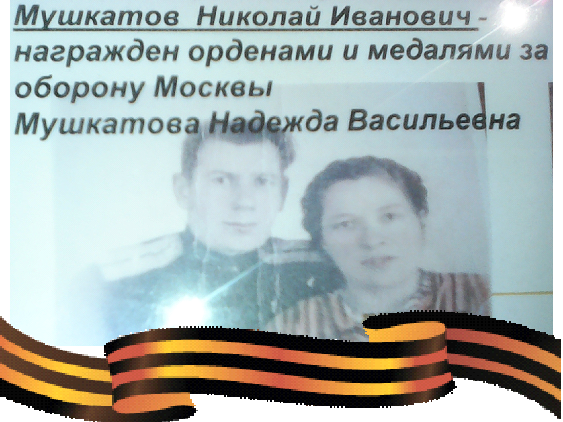 Мушкатов Николай Иванович -
награжден орденами и медалями за
оборону Москвы
Мушкатова Надежда Васильевна